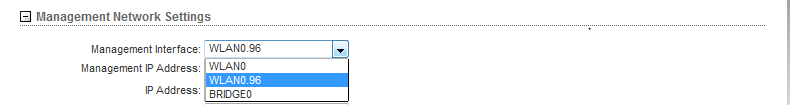 Management Network Settings
Management Interface: WLAN0.96
Management IP Address: WLAN0
WLAN0.96
IP Address: BRIDGE0